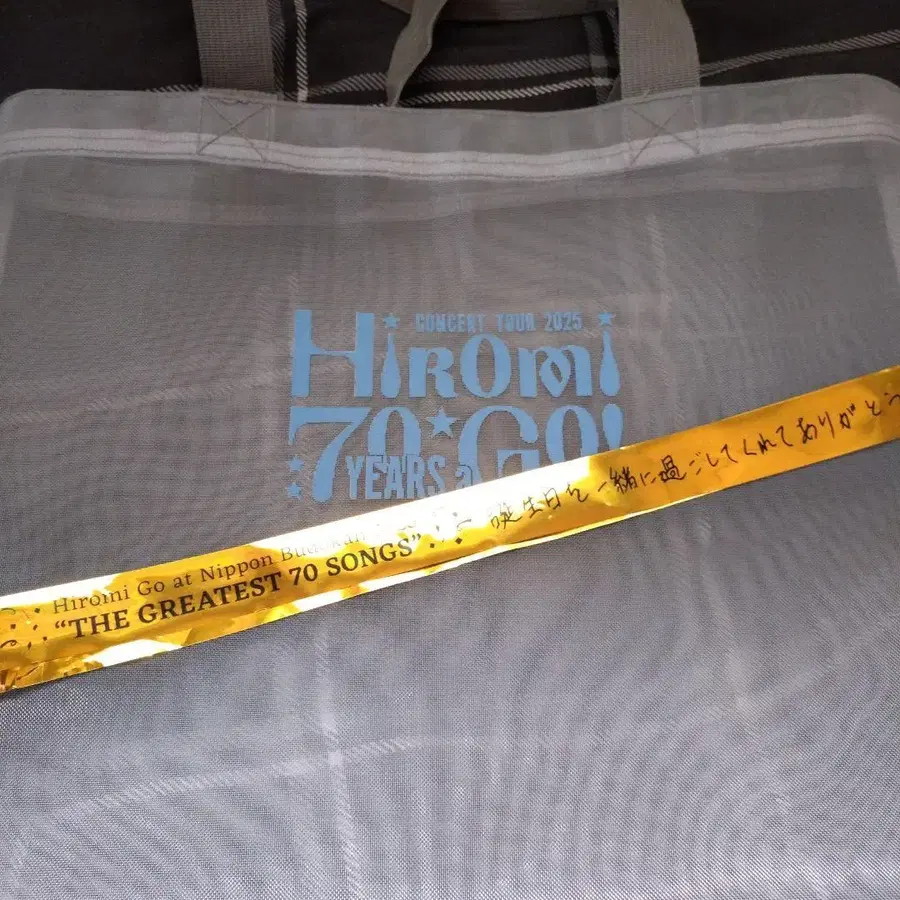 CONCERT TOUR 2025
HIROMI
70 GO!
YEARS a
Hiromi Go at Nippon
"THE GREATEST 70 SONGS"
誕生日を一緒に過ごしてくれてありがとう